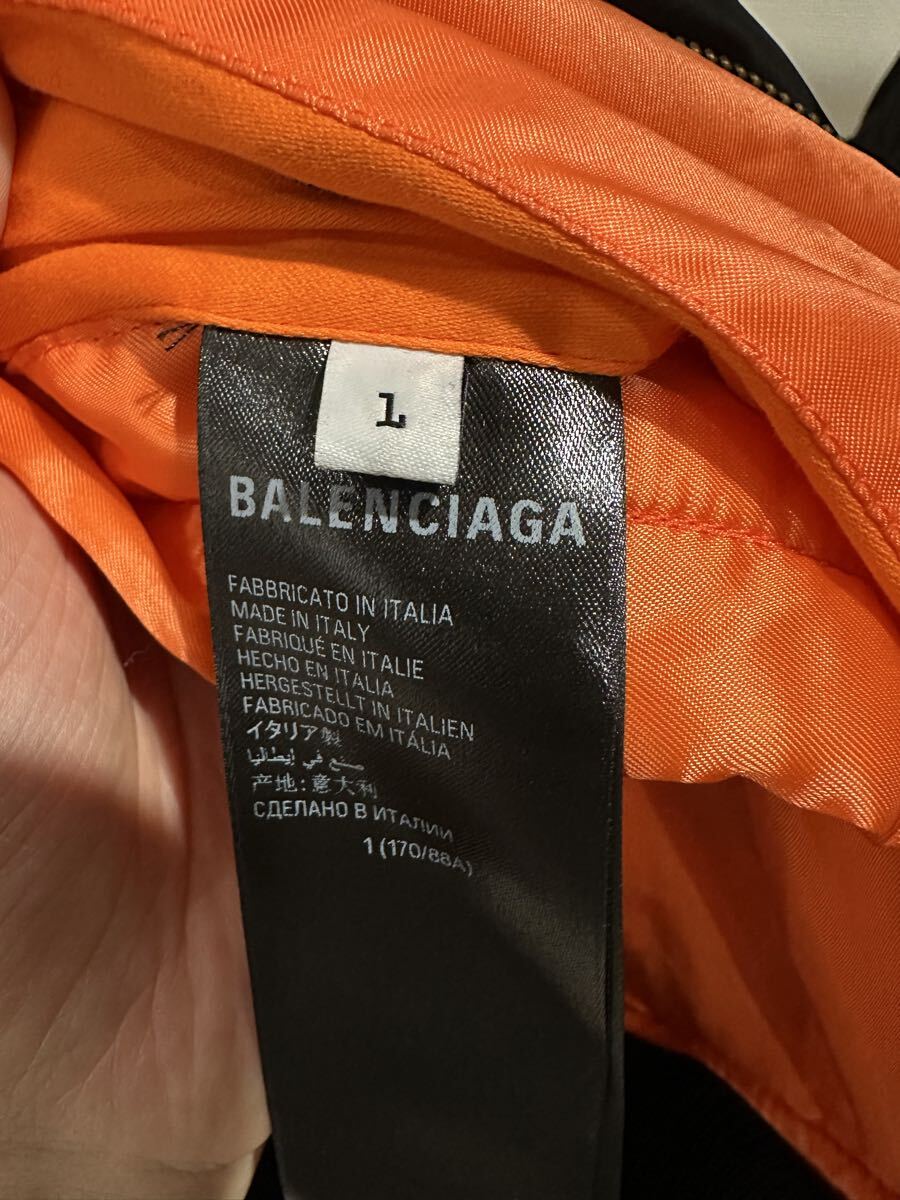 1
BALENCIAGA
FABBRICATO IN ITALIA
MADE IN ITALY
FABRIQUÉ EN ITALIE
HECHO EN ITALIA
HERGESTELLT IN ITALIEN
FABRICADO EM ITÁLIA
イタリア製
صنع في إيطاليا
产地:意大利
СДЕЛАНО В ИТАЛИИ
1 (170/88A)